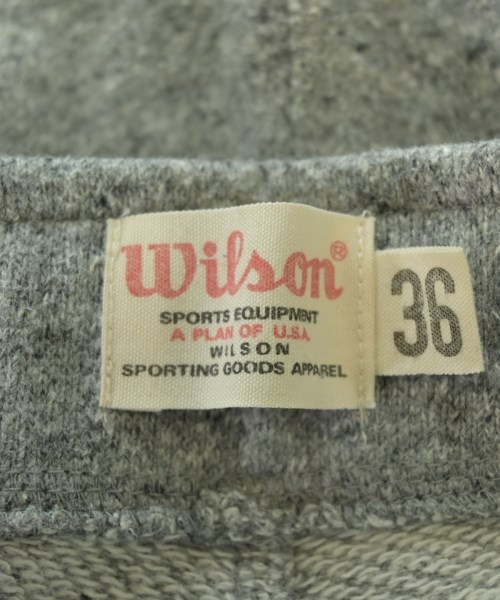 Wilson®
SPORTS EQUIPMENT
A PLAN OF U.S.A.
WILSON
SPORTING GOODS APPAREL
36